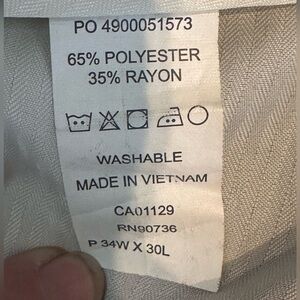 PO 4900051573
65% POLYESTER
35% RAYON
WASHABLE
MADE IN VIETNAM
CA01129
RN90736
P 34W X 30L